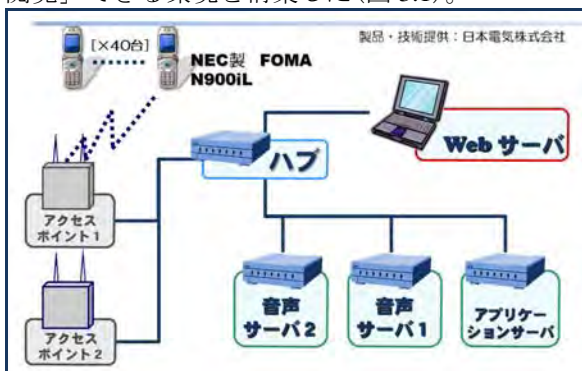 [×40台]
製品・技術提供：日本電気株式会社
NEC製 FOMA
N900iL
ハブ
Webサーバ
アクセス
ポイント1
アクセス
ポイント2
音声
サーバ2
音声
サーバ1
アプリケー
ションサーバ